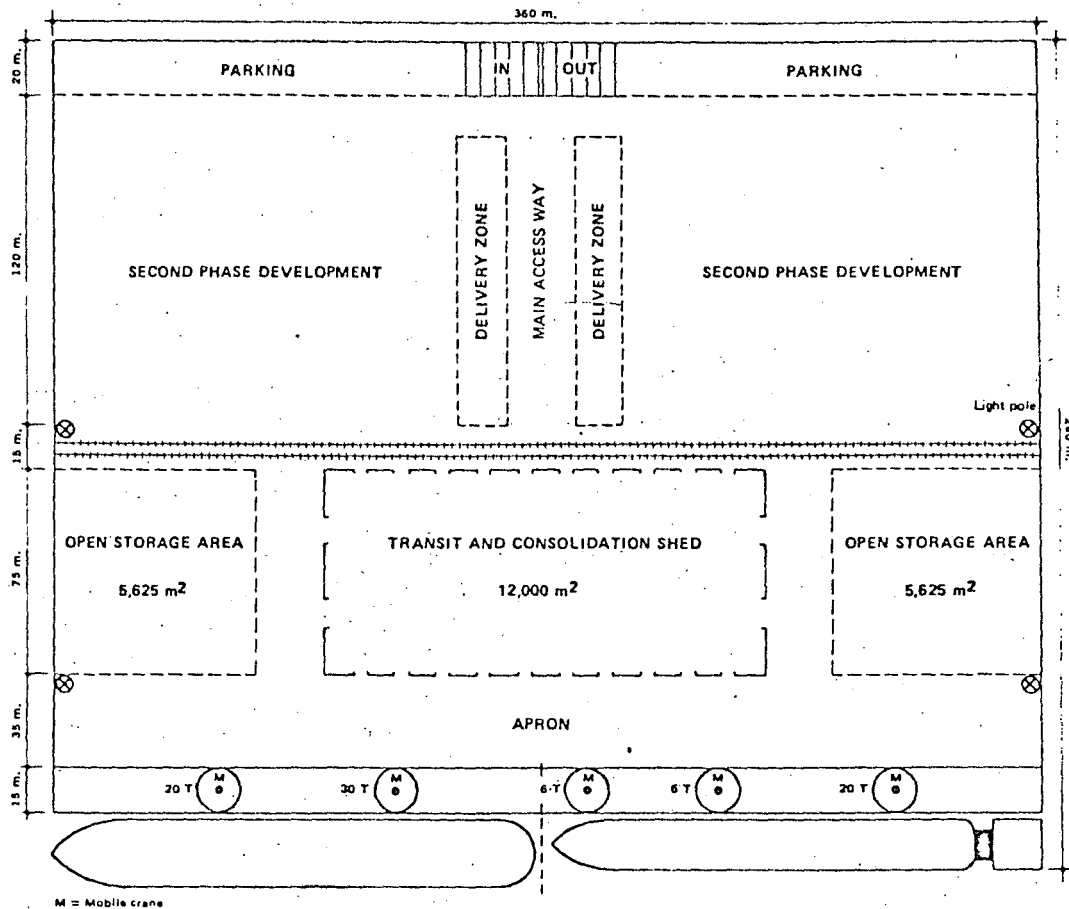 360 m.
20 m.
PARKING
IN
OUT
PARKING
120 m.
SECOND PHASE DEVELOPMENT
DELIVERY ZONE
MAIN ACCESS WAY
DELIVERY ZONE
SECOND PHASE DEVELOPMENT
Light pole
15 m.
75 m.
OPEN STORAGE AREA
5,625 m²
TRANSIT AND CONSOLIDATION SHED
12,000 m²
OPEN STORAGE AREA
5,625 m²
35 m.
APRON
15 m.
20 T
M
30 T
M
6 T
M
6 T
M
20 T
M
M = Mobile crane